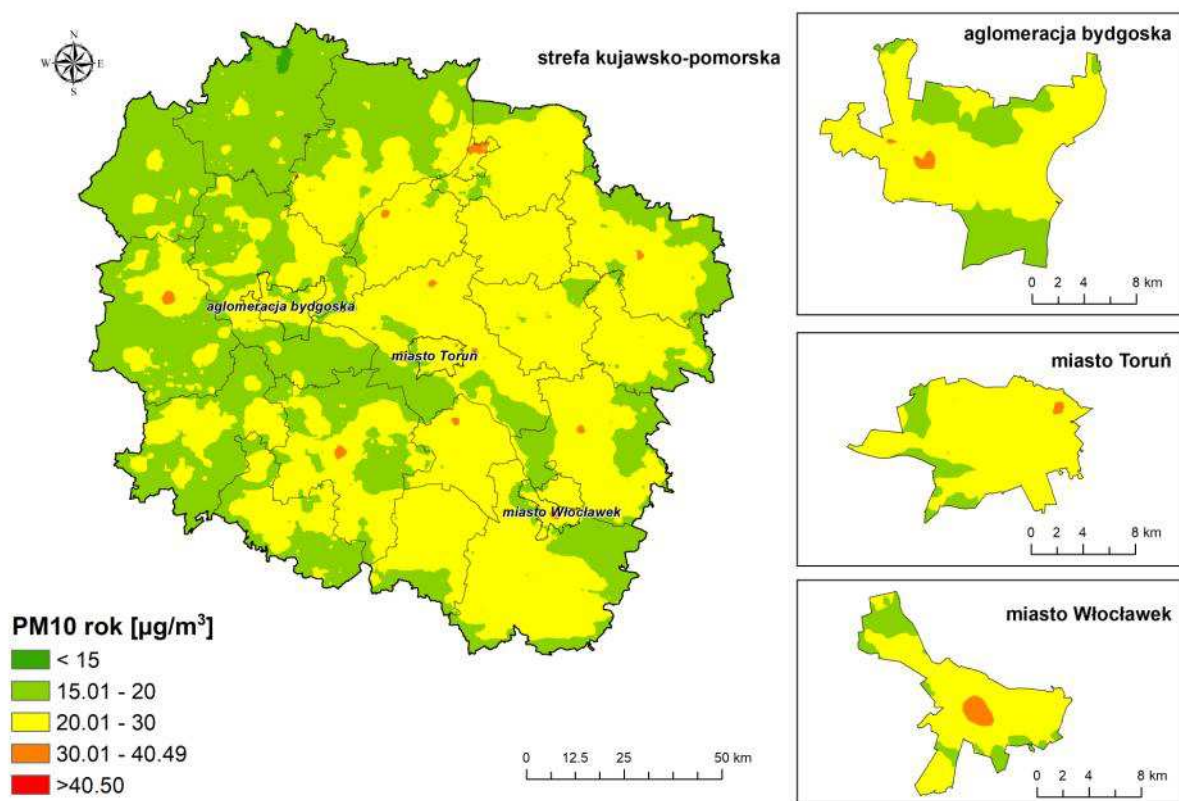 N
W E
S
strefa kujawsko-pomorska
aglomeracja bydgoska
miasto Toruń
miasto Włocławek
PM10 rok [µg/m³]
< 15
15.01 - 20
20.01 - 30
30.01 - 40.49
>40.50
0 12.5 25 50 km
aglomeracja bydgoska
0 2 4 8 km
miasto Toruń
0 2 4 8 km
miasto Włocławek
0 2 4 8 km